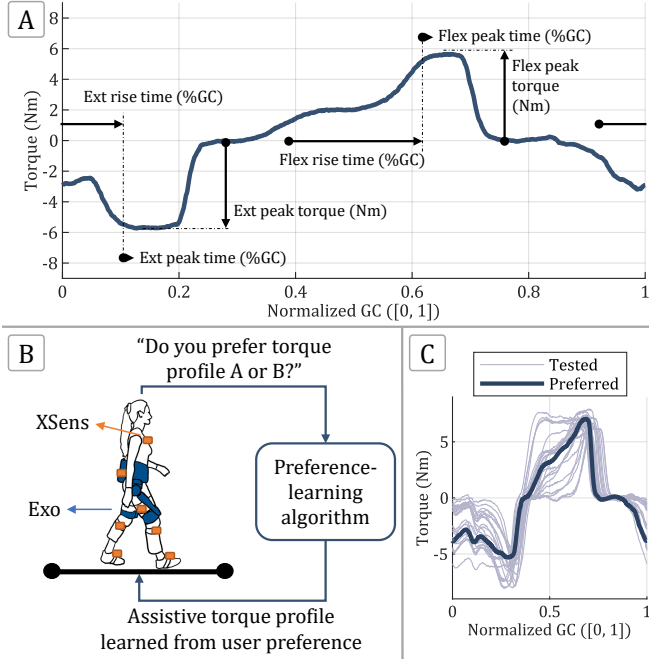 A
8
6
4
2
0
-2
-4
-6
-8
Torque (Nm)
Ext rise time (%GC)
Flex peak time (%GC)
Flex peak
torque
(Nm)
Flex rise time (%GC)
Ext peak torque (Nm)
Ext peak time (%GC)
0
0.2
0.4
0.6
0.8
1
Normalized GC ([0, 1])
B
“Do you prefer torque
profile A or B?”
XSens
Exo
Preference-
learning
algorithm
Assistive torque profile
learned from user preference
C
Tested
Preferred
5
0
-5
Torque (Nm)
0
0.5
1
Normalized GC ([0, 1])